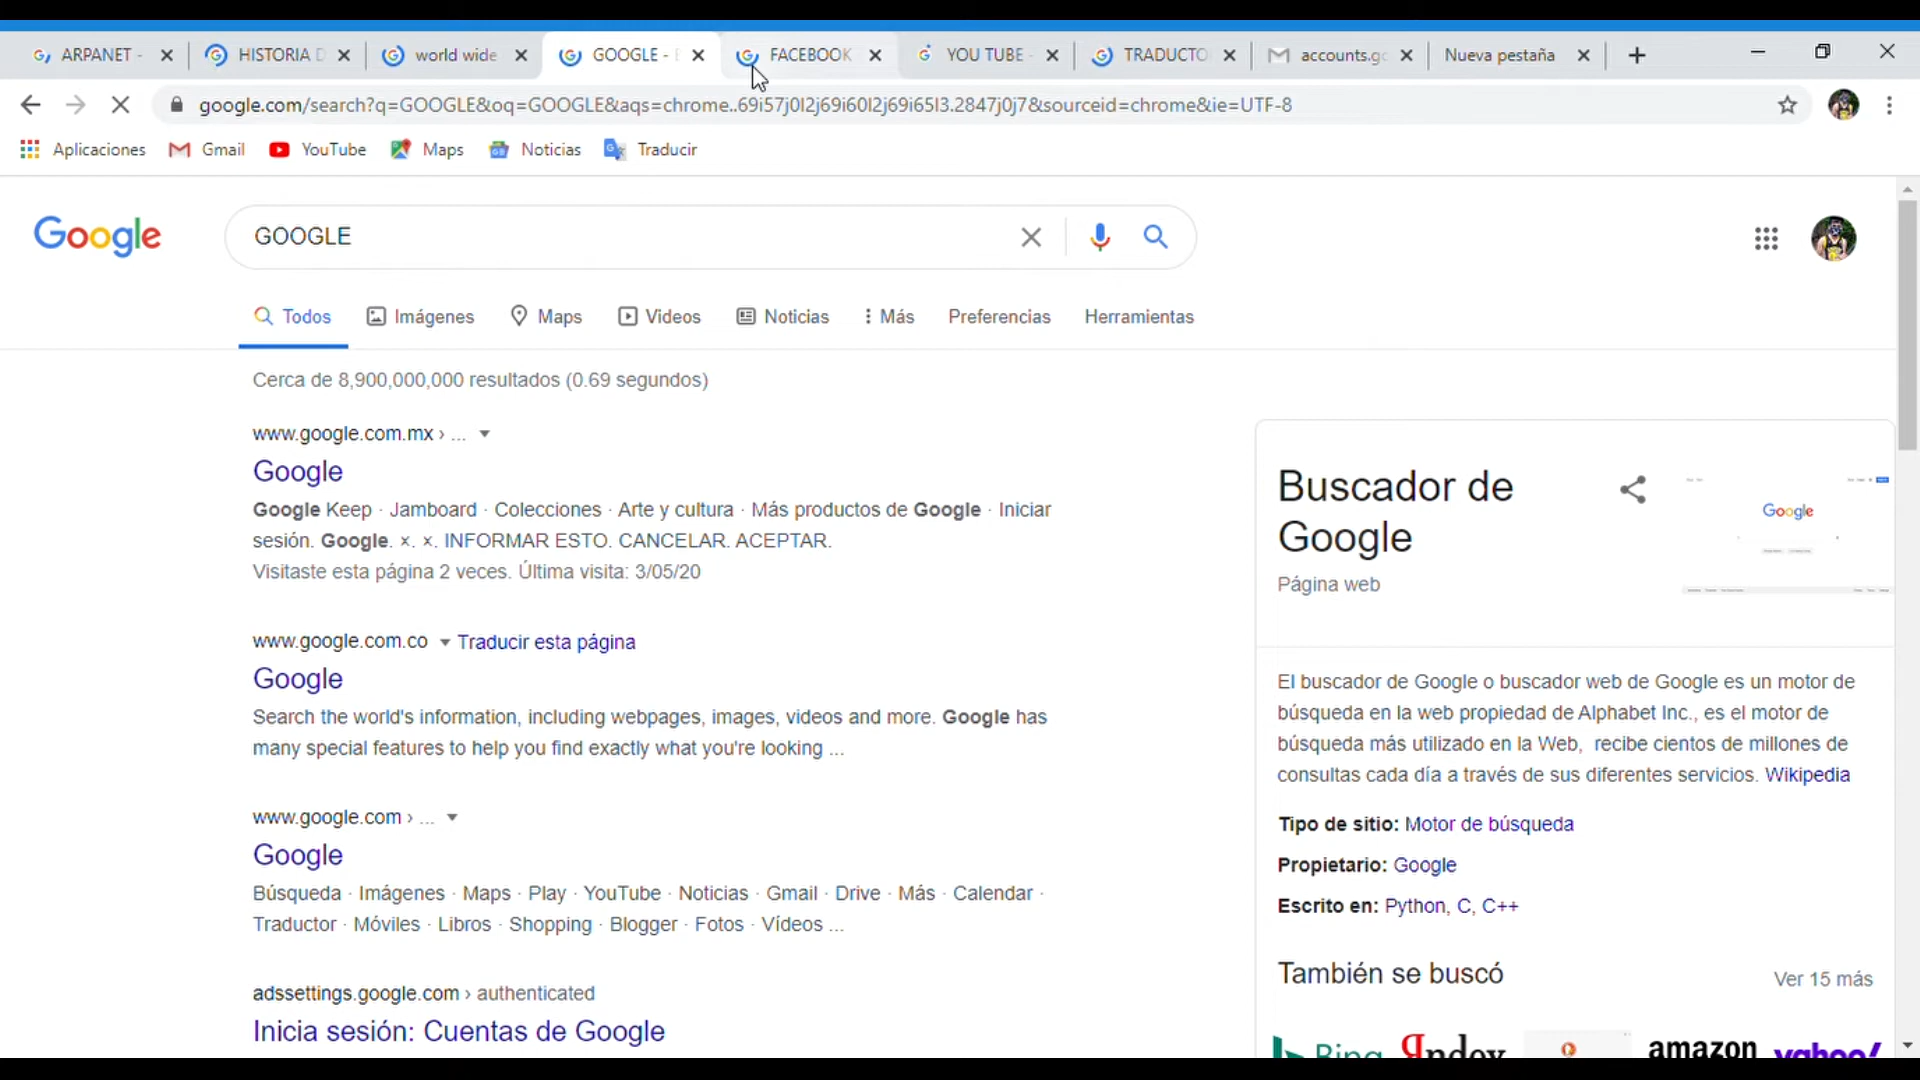 ARPANET - HISTORIA D world wide GOOGLE - B FACEBOOK YOU TUBE - TRADUCTO accounts.go Nueva pestaña
google.com/search?q=GOOGLE&oq=GOOGLE&aqs=chrome..69i57j0l2j69i60l2j69i65l3.2847j0j7&sourceid=chrome&ie=UTF-8
Aplicaciones Gmail YouTube Maps Noticias Traducir
Google GOOGLE
Todos Imágenes Maps Videos Noticias Más Preferencias Herramientas
Cerca de 8,900,000,000 resultados (0.69 segundos)
www.google.com.mx › ...
Google
Google Keep · Jamboard · Colecciones · Arte y cultura · Más productos de Google · Iniciar
sesión. Google. ×. ×. INFORMAR ESTO. CANCELAR. ACEPTAR.
Visitaste esta página 2 veces. Última visita: 3/05/20
www.google.com.co Traducir esta página
Google
Search the world's information, including webpages, images, videos and more. Google has
many special features to help you find exactly what you're looking ...
www.google.com › ...
Google
Búsqueda · Imágenes · Maps · Play · YouTube · Noticias · Gmail · Drive · Más · Calendar ·
Traductor · Móviles · Libros · Shopping · Blogger · Fotos · Vídeos ...
adssettings.google.com › authenticated
Inicia sesión: Cuentas de Google
Buscador de
Google
Página web
Google
El buscador de Google o buscador web de Google es un motor de
búsqueda en la web propiedad de Alphabet Inc., es el motor de
búsqueda más utilizado en la Web, recibe cientos de millones de
consultas cada día a través de sus diferentes servicios. Wikipedia
Tipo de sitio: Motor de búsqueda
Propietario: Google
Escrito en: Python, C, C++
También se buscó Ver 15 más
Bing Яndex amazon yahoo!